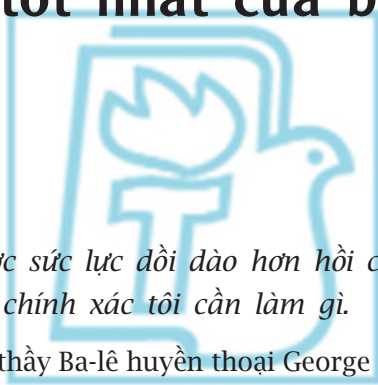 tốt nhất của b
ợc sức lực dồi dào hơn hồi c
chính xác tôi cần làm gì.
thầy Ba-lê huyền thoại George